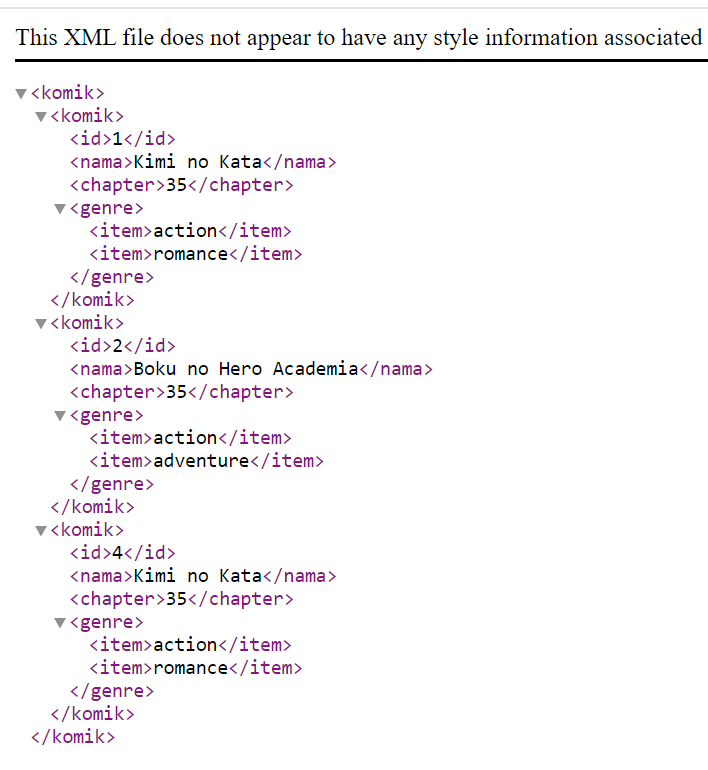 This XML file does not appear to have any style information associated
▼<komik>
▼<komik>
<id>1</id>
<nama>Kimi no Kata</nama>
<chapter>35</chapter>
▼<genre>
<item>action</item>
<item>romance</item>
</genre>
</komik>
▼<komik>
<id>2</id>
<nama>Boku no Hero Academia</nama>
<chapter>35</chapter>
▼<genre>
<item>action</item>
<item>adventure</item>
</genre>
</komik>
▼<komik>
<id>4</id>
<nama>Kimi no Kata</nama>
<chapter>35</chapter>
▼<genre>
<item>action</item>
<item>romance</item>
</genre>
</komik>
</komik>